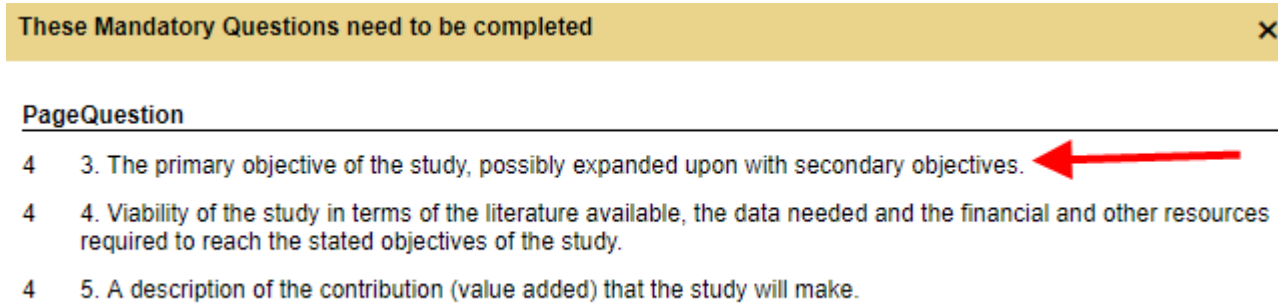 These Mandatory Questions need to be completed
PageQuestion
4 3. The primary objective of the study, possibly expanded upon with secondary objectives.
4 4. Viability of the study in terms of the literature available, the data needed and the financial and other resources
required to reach the stated objectives of the study.
4 5. A description of the contribution (value added) that the study will make.